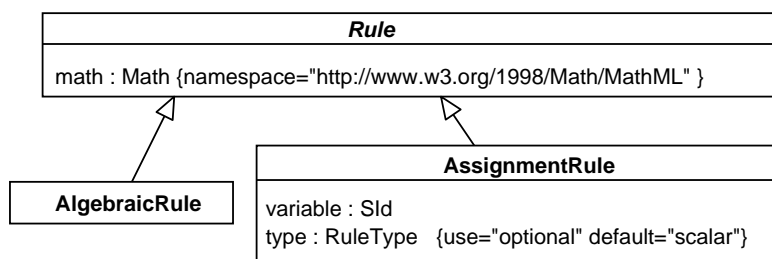 Rule
math : Math {namespace="http://www.w3.org/1998/Math/MathML" }
AlgebraicRule
AssignmentRule
variable : SId
type : RuleType {use="optional" default="scalar"}